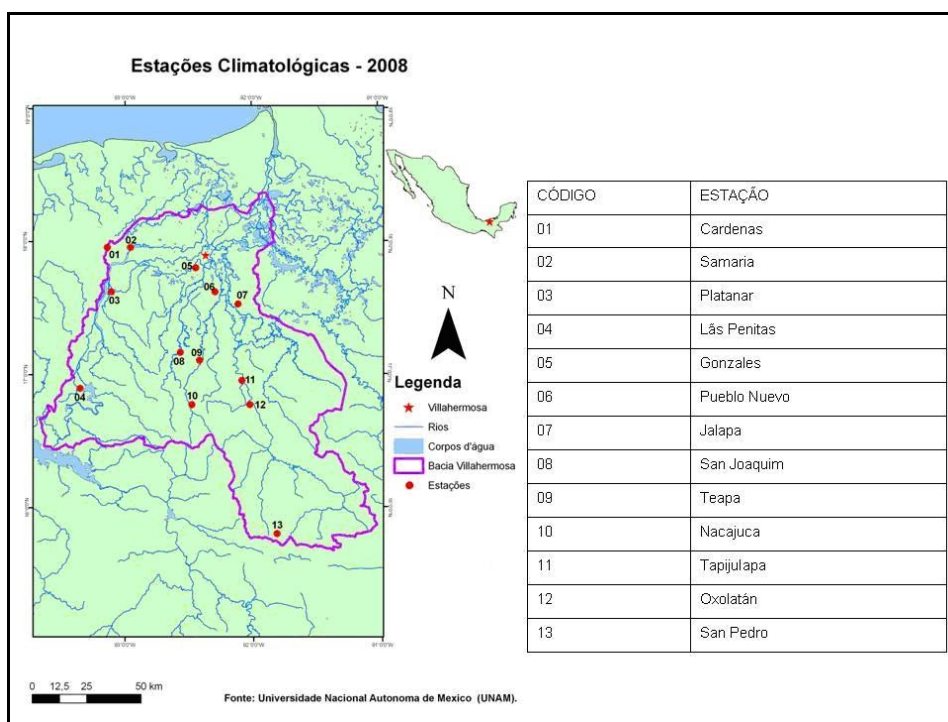 Estações Climatológicas - 2008
01
02
03
04
05
06
07
08
09
10
11
12
13
N
Legenda
Villahermosa
Rios
Corpos d'água
Bacia Villahermosa
Estações
0 12,5 25 50 km
Fonte: Universidade Nacional Autonoma de Mexico (UNAM).
CÓDIGO ESTAÇÃO
01 Cardenas
02 Samaria
03 Platanar
04 Lãs Penitas
05 Gonzales
06 Pueblo Nuevo
07 Jalapa
08 San Joaquim
09 Teapa
10 Nacajuca
11 Tapijulapa
12 Oxolatán
13 San Pedro